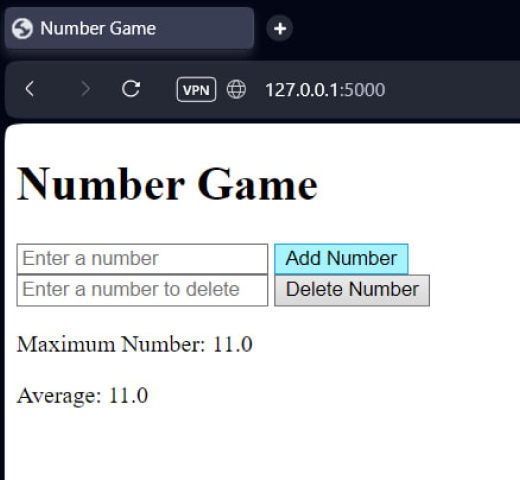 Number Game
VPN 127.0.0.1:5000
Number Game
Enter a number Add Number
Enter a number to delete Delete Number
Maximum Number: 11.0
Average: 11.0